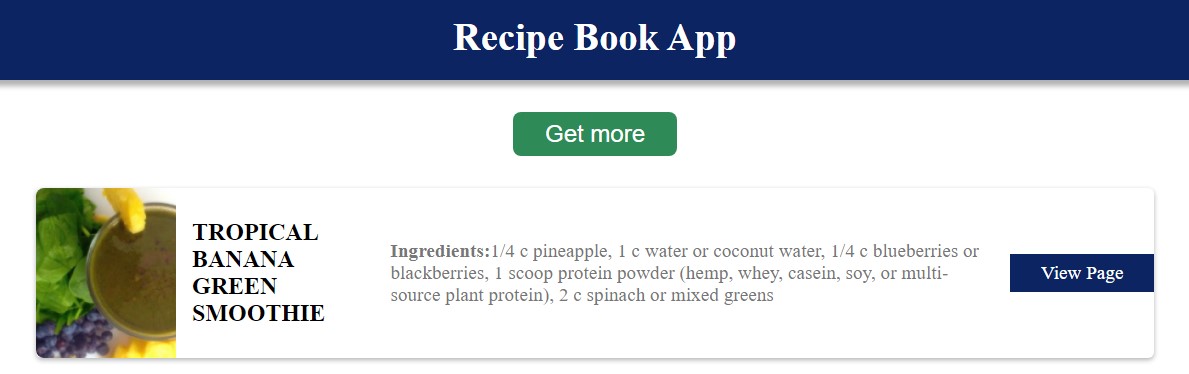 Recipe Book App
Get more
TROPICAL
BANANA
GREEN
SMOOTHIE
Ingredients:1/4 c pineapple, 1 c water or coconut water, 1/4 c blueberries or
blackberries, 1 scoop protein powder (hemp, whey, casein, soy, or multi-
source plant protein), 2 c spinach or mixed greens
View Page